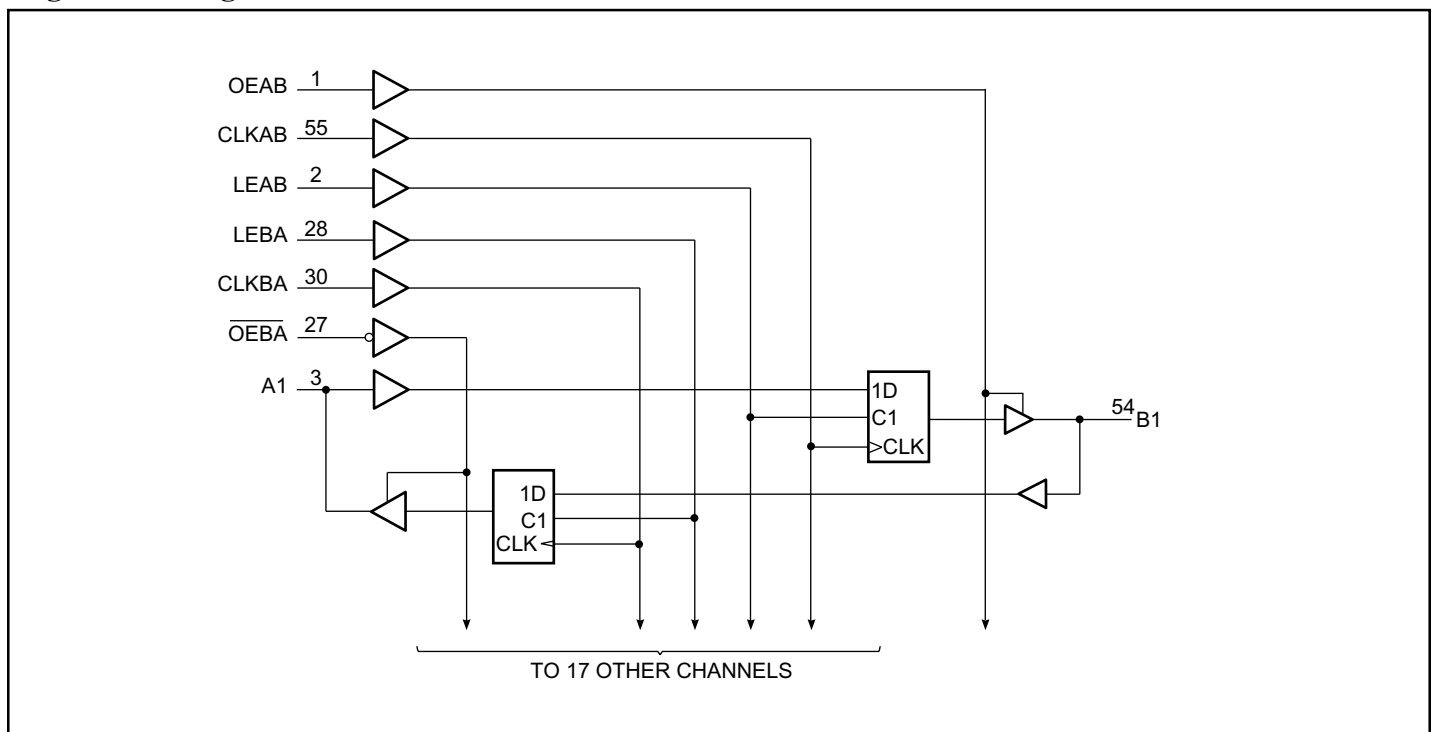 OEAB 1
CLKAB 55
LEAB 2
LEBA 28
CLKBA 30
OEBA 27
A1 3
1D
C1
CLK
54 B1
1D
C1
CLK
TO 17 OTHER CHANNELS